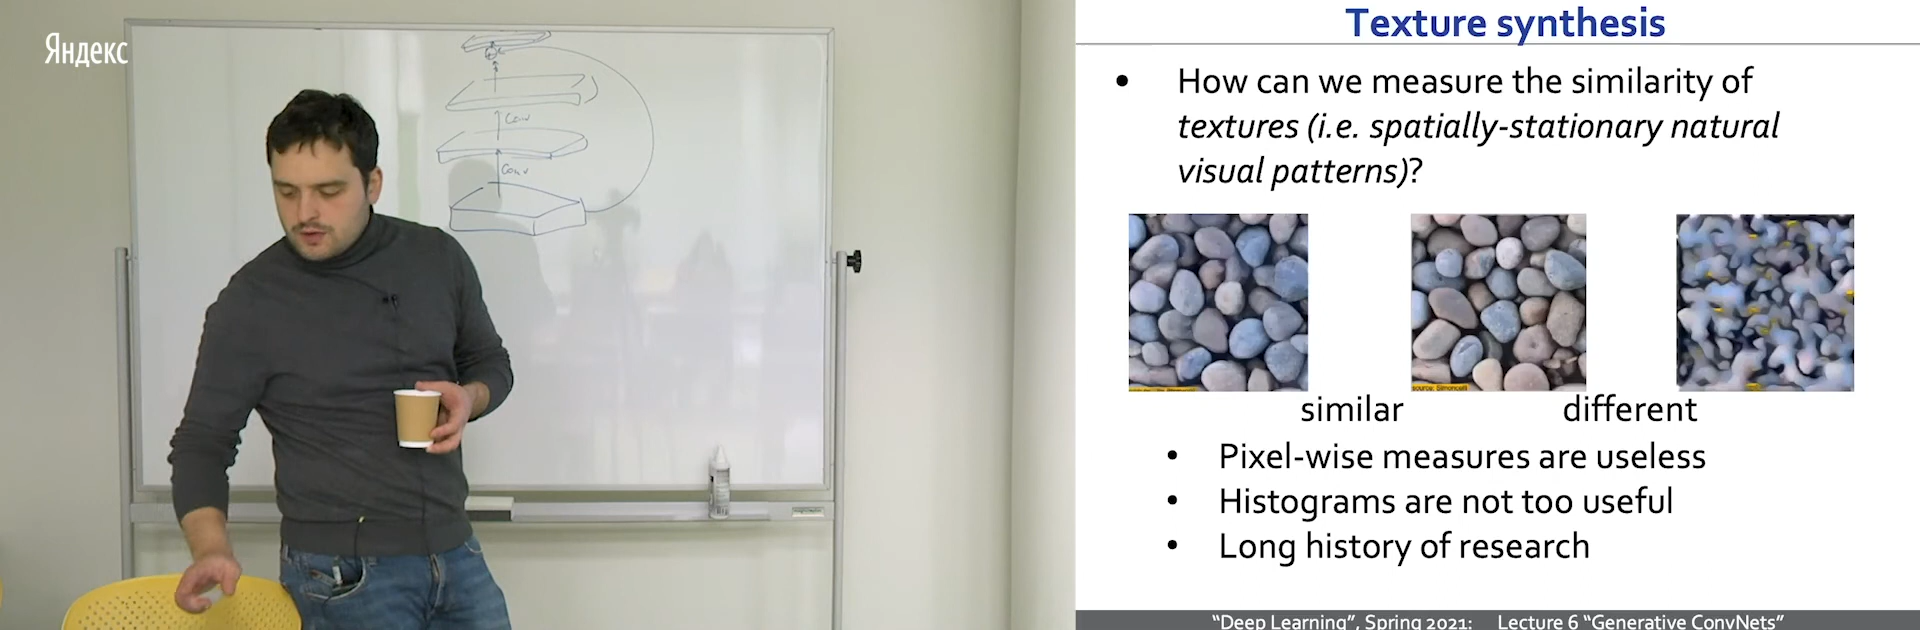 Яндекс
Conv
Conv
Texture synthesis
• How can we measure the similarity of
textures (i.e. spatially-stationary natural
visual patterns)?
source: Simoncelli
similar
different
• Pixel-wise measures are useless
• Histograms are not too useful
• Long history of research
“Deep Learning”, Spring 2021: Lecture 6 “Generative ConvNets”